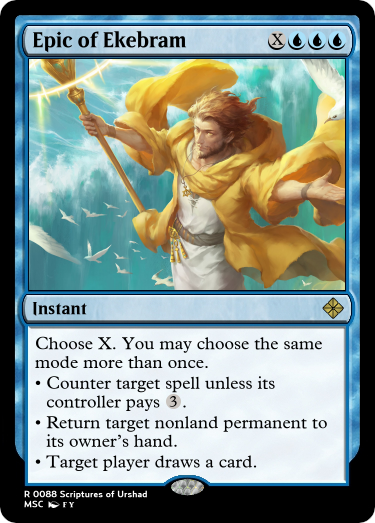 Epic of Ekebram XUUU
Instant
Choose X. You may choose the same
mode more than once.
• Counter target spell unless its
controller pays 3.
• Return target nonland permanent to
its owner's hand.
• Target player draws a card.
R 0088 Scriptures of Urshad
MSC FY